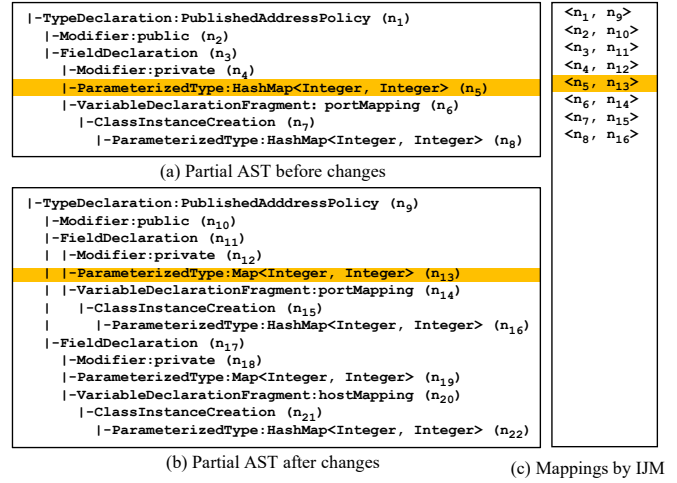 |-TypeDeclaration:PublishedAddressPolicy (n1)
|-Modifier:public (n2)
|-FieldDeclaration (n3)
|-Modifier:private (n4)
|-ParameterizedType:HashMap<Integer, Integer> (n5)
|-VariableDeclarationFragment: portMapping (n6)
|-ClassInstanceCreation (n7)
|-ParameterizedType:HashMap<Integer, Integer> (n8)
(a) Partial AST before changes
|-TypeDeclaration:PublishedAdddressPolicy (n9)
|-Modifier:public (n10)
|-FieldDeclaration (n11)
| |-Modifier:private (n12)
| |-ParameterizedType:Map<Integer, Integer> (n13)
| |-VariableDeclarationFragment:portMapping (n14)
| |-ClassInstanceCreation (n15)
| |-ParameterizedType:HashMap<Integer, Integer> (n16)
|-FieldDeclaration (n17)
|-Modifier:private (n18)
|-ParameterizedType:Map<Integer, Integer> (n19)
|-VariableDeclarationFragment:hostMapping (n20)
|-ClassInstanceCreation (n21)
|-ParameterizedType:HashMap<Integer, Integer> (n22)
(b) Partial AST after changes
<n1, n9>
<n2, n10>
<n3, n11>
<n4, n12>
<n5, n13>
<n6, n14>
<n7, n15>
<n8, n16>
(c) Mappings by IJM